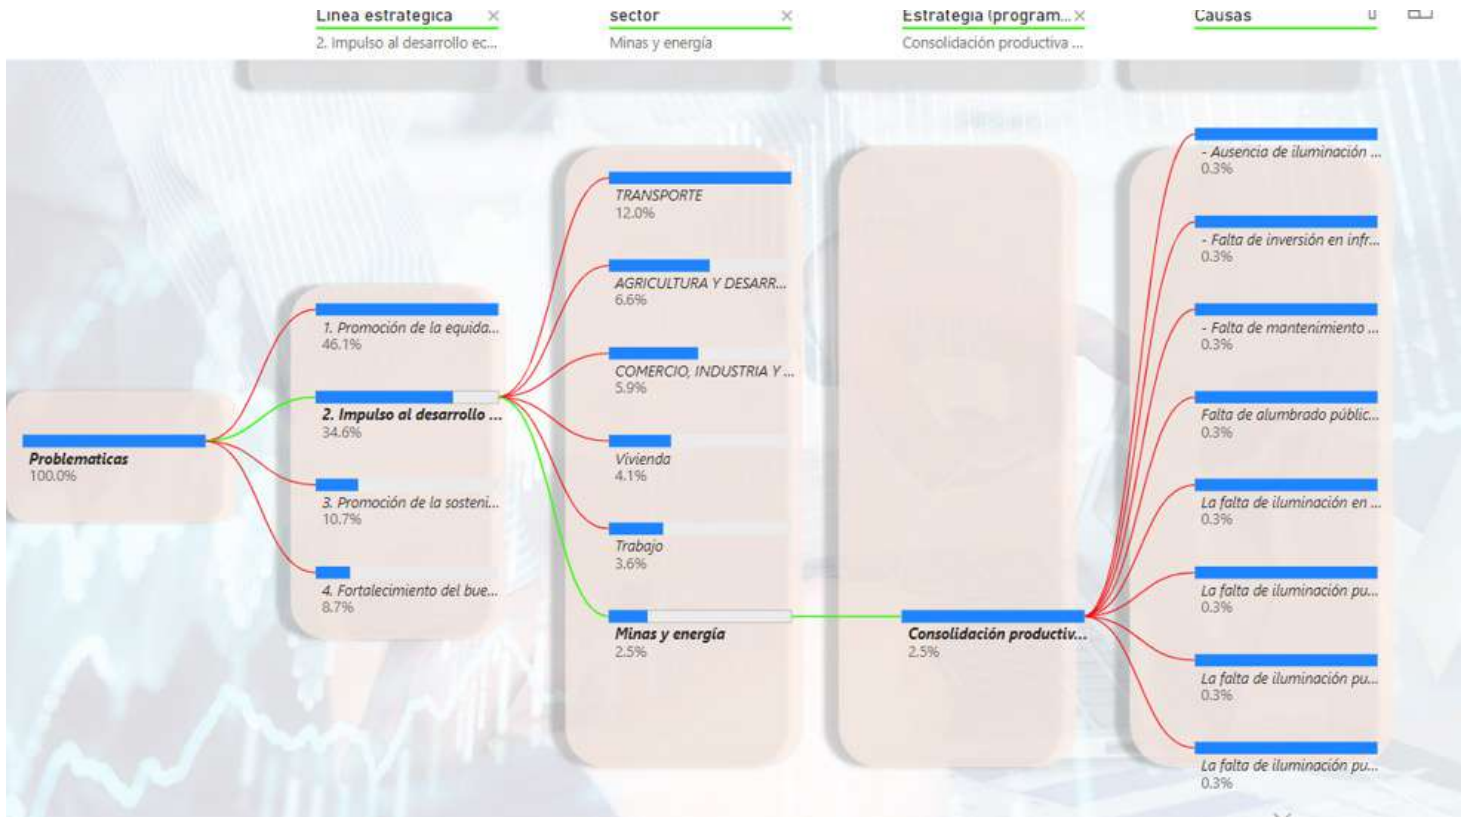 Linea estrategica
2. Impulso al desarrollo ec...
sector
Minas y energía
Estrategia (program...
Consolidación productiva ...
Causas
Problematicas
100.0%
1. Promoción de la equida...
46.1%
2. Impulso al desarrollo ...
34.6%
3. Promoción de la sosteni...
10.7%
4. Fortalecimiento del bue...
8.7%
TRANSPORTE
12.0%
AGRICULTURA Y DESARR...
6.6%
COMERCIO, INDUSTRIA Y ...
5.9%
Vivienda
4.1%
Trabajo
3.6%
Minas y energía
2.5%
Consolidación productiv...
2.5%
- Ausencia de iluminación ...
0.3%
- Falta de inversión en infr...
0.3%
- Falta de mantenimiento ...
0.3%
Falta de alumbrado públic...
0.3%
La falta de iluminación en ...
0.3%
La falta de iluminación pu...
0.3%
La falta de iluminación pu...
0.3%
La falta de iluminación pu...
0.3%